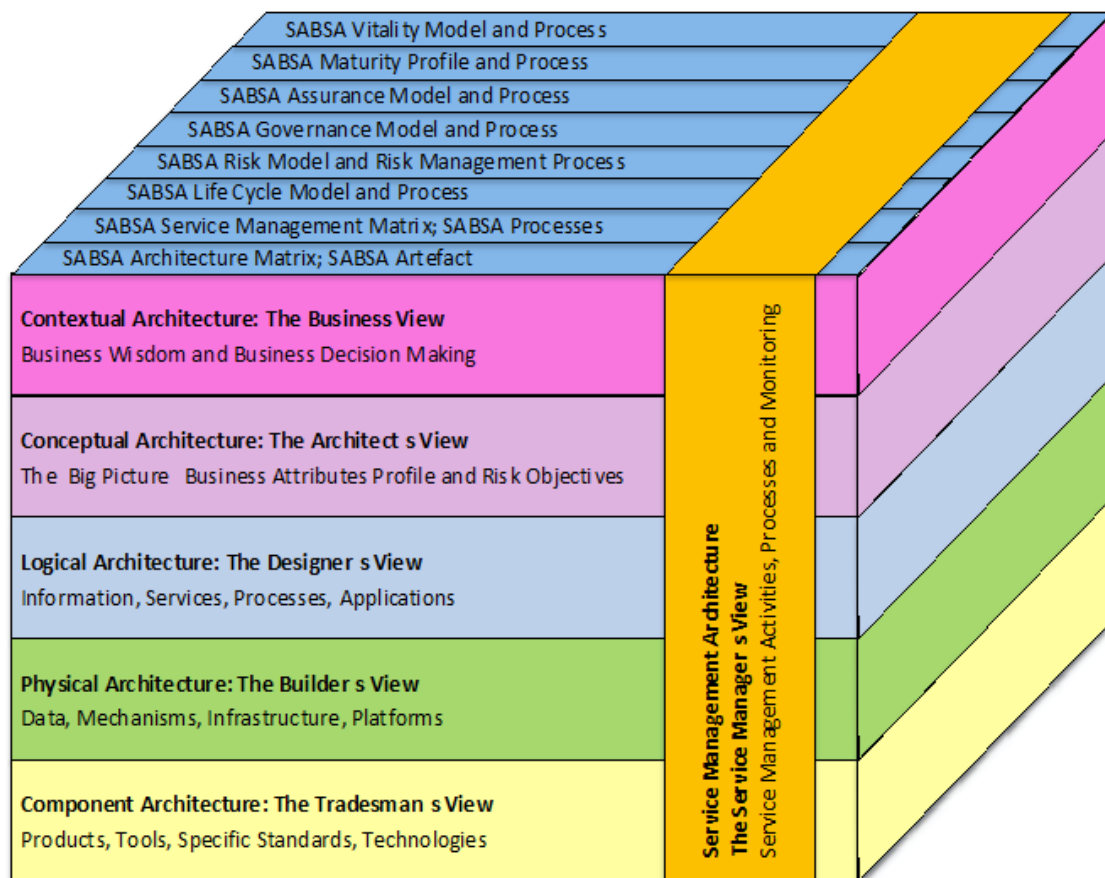 SABSA Vitality Model and Process
SABSA Maturity Profile and Process
SABSA Assurance Model and Process
SABSA Governance Model and Process
SABSA Risk Model and Risk Management Process
SABSA Life Cycle Model and Process
SABSA Service Management Matrix; SABSA Processes
SABSA Architecture Matrix; SABSA Artefact
Contextual Architecture: The Business View
Business Wisdom and Business Decision Making
Conceptual Architecture: The Architect s View
The Big Picture Business Attributes Profile and Risk Objectives
Logical Architecture: The Designer s View
Information, Services, Processes, Applications
Physical Architecture: The Builder s View
Data, Mechanisms, Infrastructure, Platforms
Component Architecture: The Tradesman s View
Products, Tools, Specific Standards, Technologies
Service Management Architecture
The Service Manager s View
Service Management Activities, Processes and Monitoring